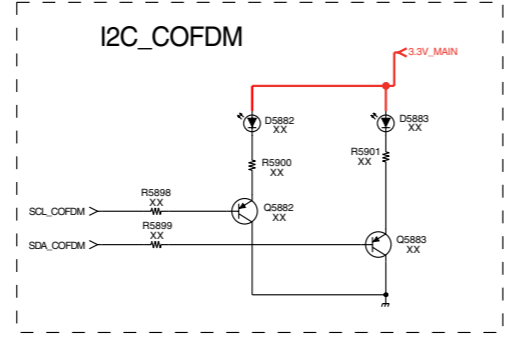 I2C_COFDM
3.3V_MAIN
D5882
XX
D5883
XX
R5900
XX
R5901
XX
R5898
XX
SCL_COFDM
Q5882
XX
R5899
XX
SDA_COFDM
Q5883
XX